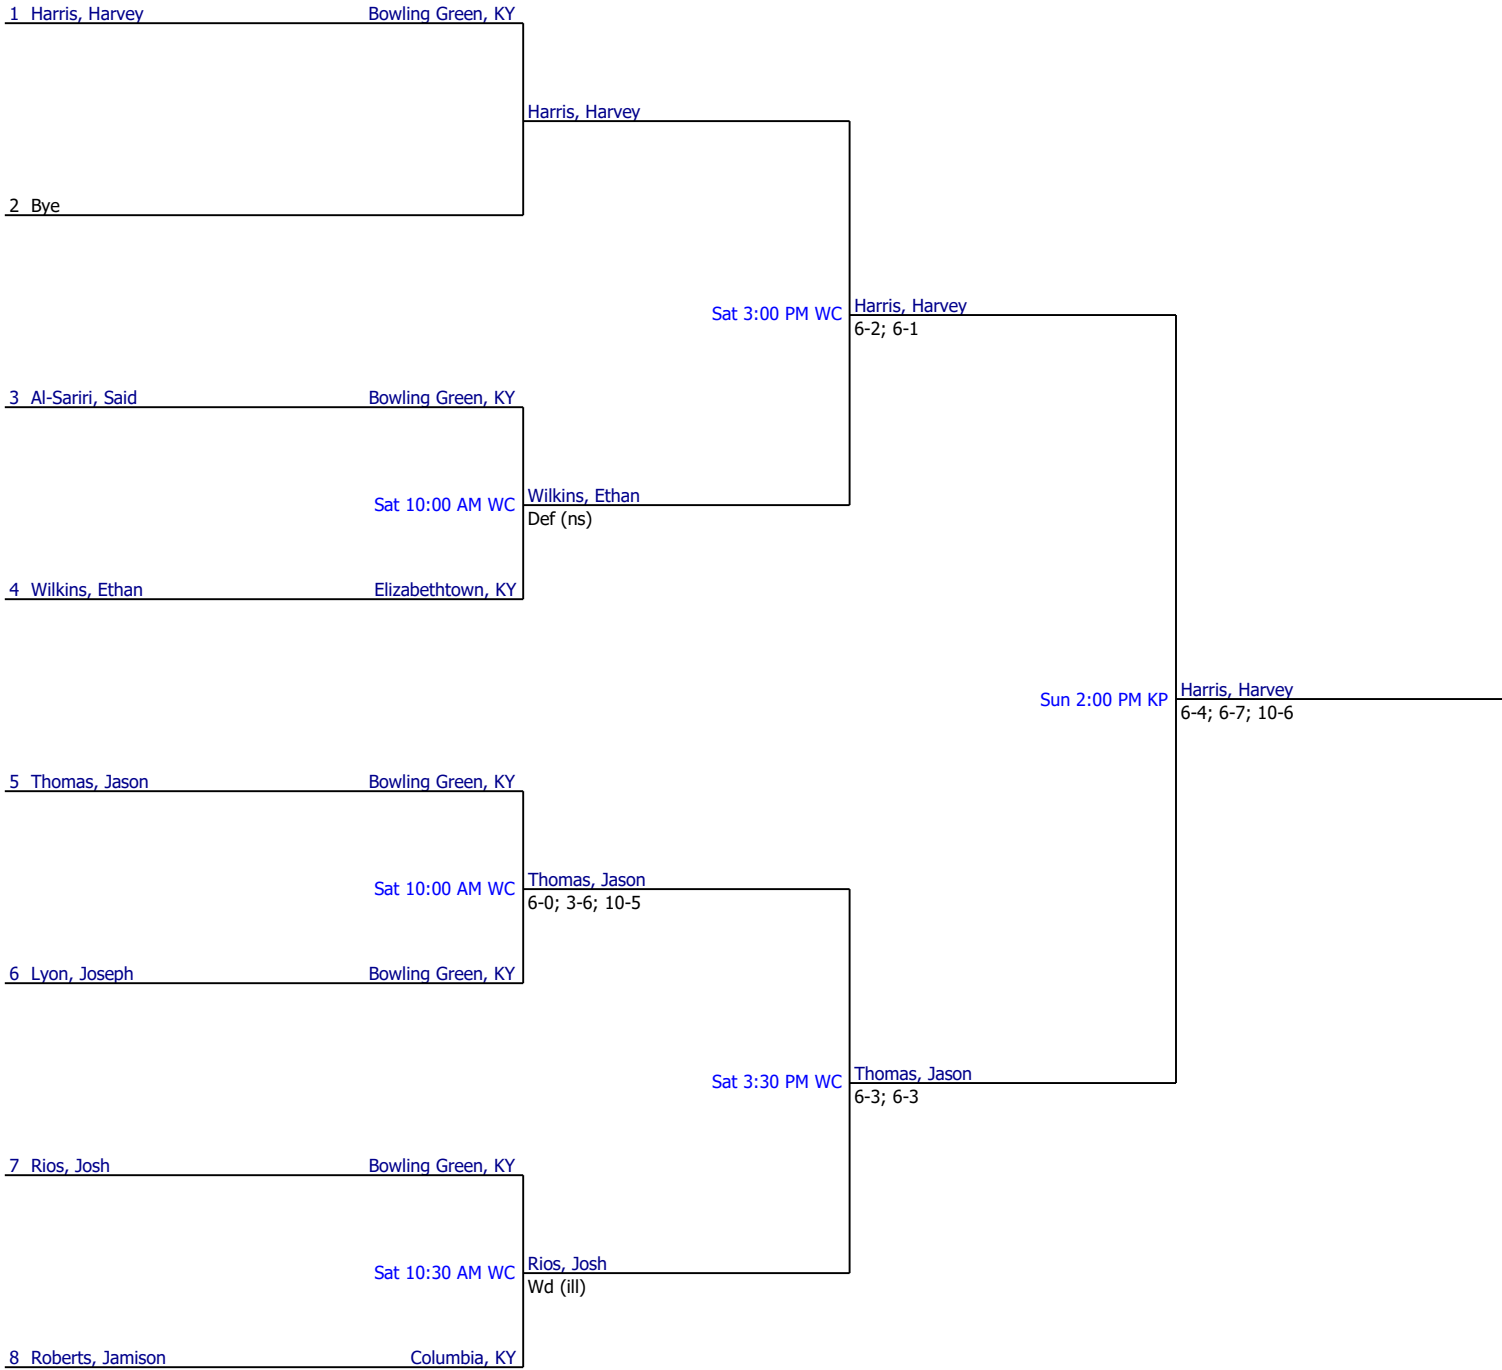 1 Harris, Harvey Bowling Green, KY
Harris, Harvey
2 Bye
Sat 3:00 PM WC Harris, Harvey
6-2; 6-1
3 Al-Sariri, Said Bowling Green, KY
Sat 10:00 AM WC Wilkins, Ethan
Def (ns)
4 Wilkins, Ethan Elizabethtown, KY
Sun 2:00 PM KP Harris, Harvey
6-4; 6-7; 10-6
5 Thomas, Jason Bowling Green, KY
Sat 10:00 AM WC Thomas, Jason
6-0; 3-6; 10-5
6 Lyon, Joseph Bowling Green, KY
Sat 3:30 PM WC Thomas, Jason
6-3; 6-3
7 Rios, Josh Bowling Green, KY
Sat 10:30 AM WC Rios, Josh
Wd (ill)
8 Roberts, Jamison Columbia, KY